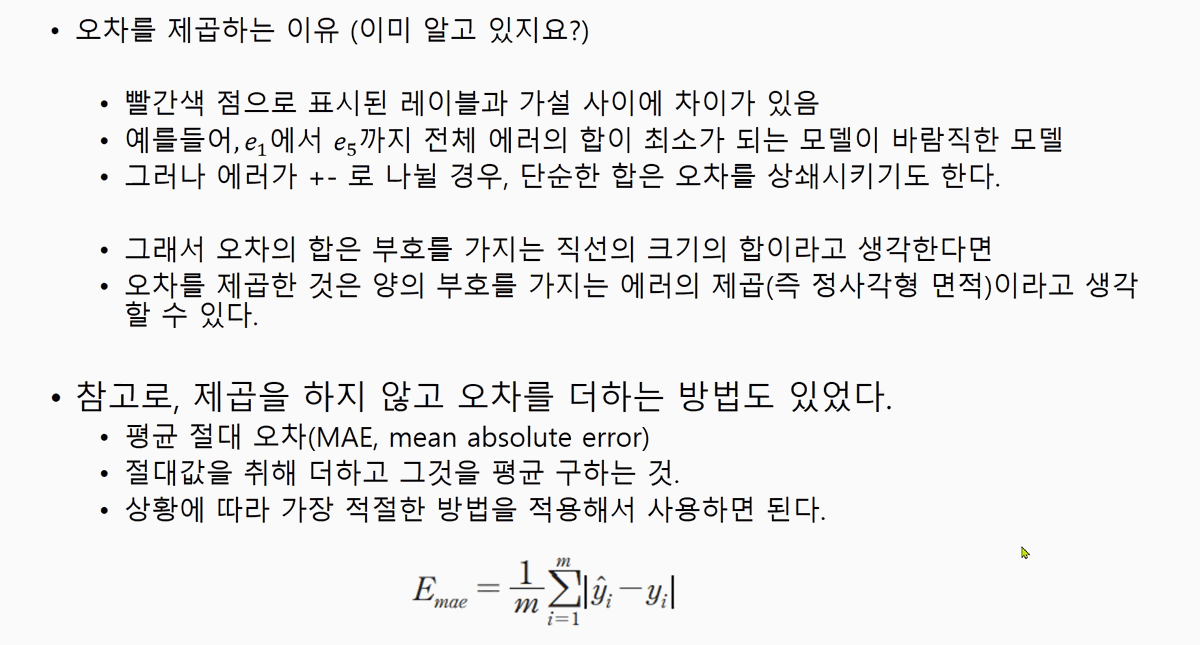 • 오차를 제곱하는 이유 (이미 알고 있지요?)
• 빨간색 점으로 표시된 레이블과 가설 사이에 차이가 있음
• 예를들어, e₁에서 e₅까지 전체 에러의 합이 최소가 되는 모델이 바람직한 모델
• 그러나 에러가 +- 로 나뉠 경우, 단순한 합은 오차를 상쇄시키기도 한다.
• 그래서 오차의 합은 부호를 가지는 직선의 크기의 합이라고 생각한다면
• 오차를 제곱한 것은 양의 부호를 가지는 에러의 제곱(즉 정사각형 면적)이라고 생각
할 수 있다.
• 참고로, 제곱을 하지 않고 오차를 더하는 방법도 있었다.
• 평균 절대 오차(MAE, mean absolute error)
• 절대값을 취해 더하고 그것을 평균 구하는 것.
• 상황에 따라 가장 적절한 방법을 적용해서 사용하면 된다.
E_mae = 1/m ∑_{i=1}^{m} |ŷ_i − y_i|